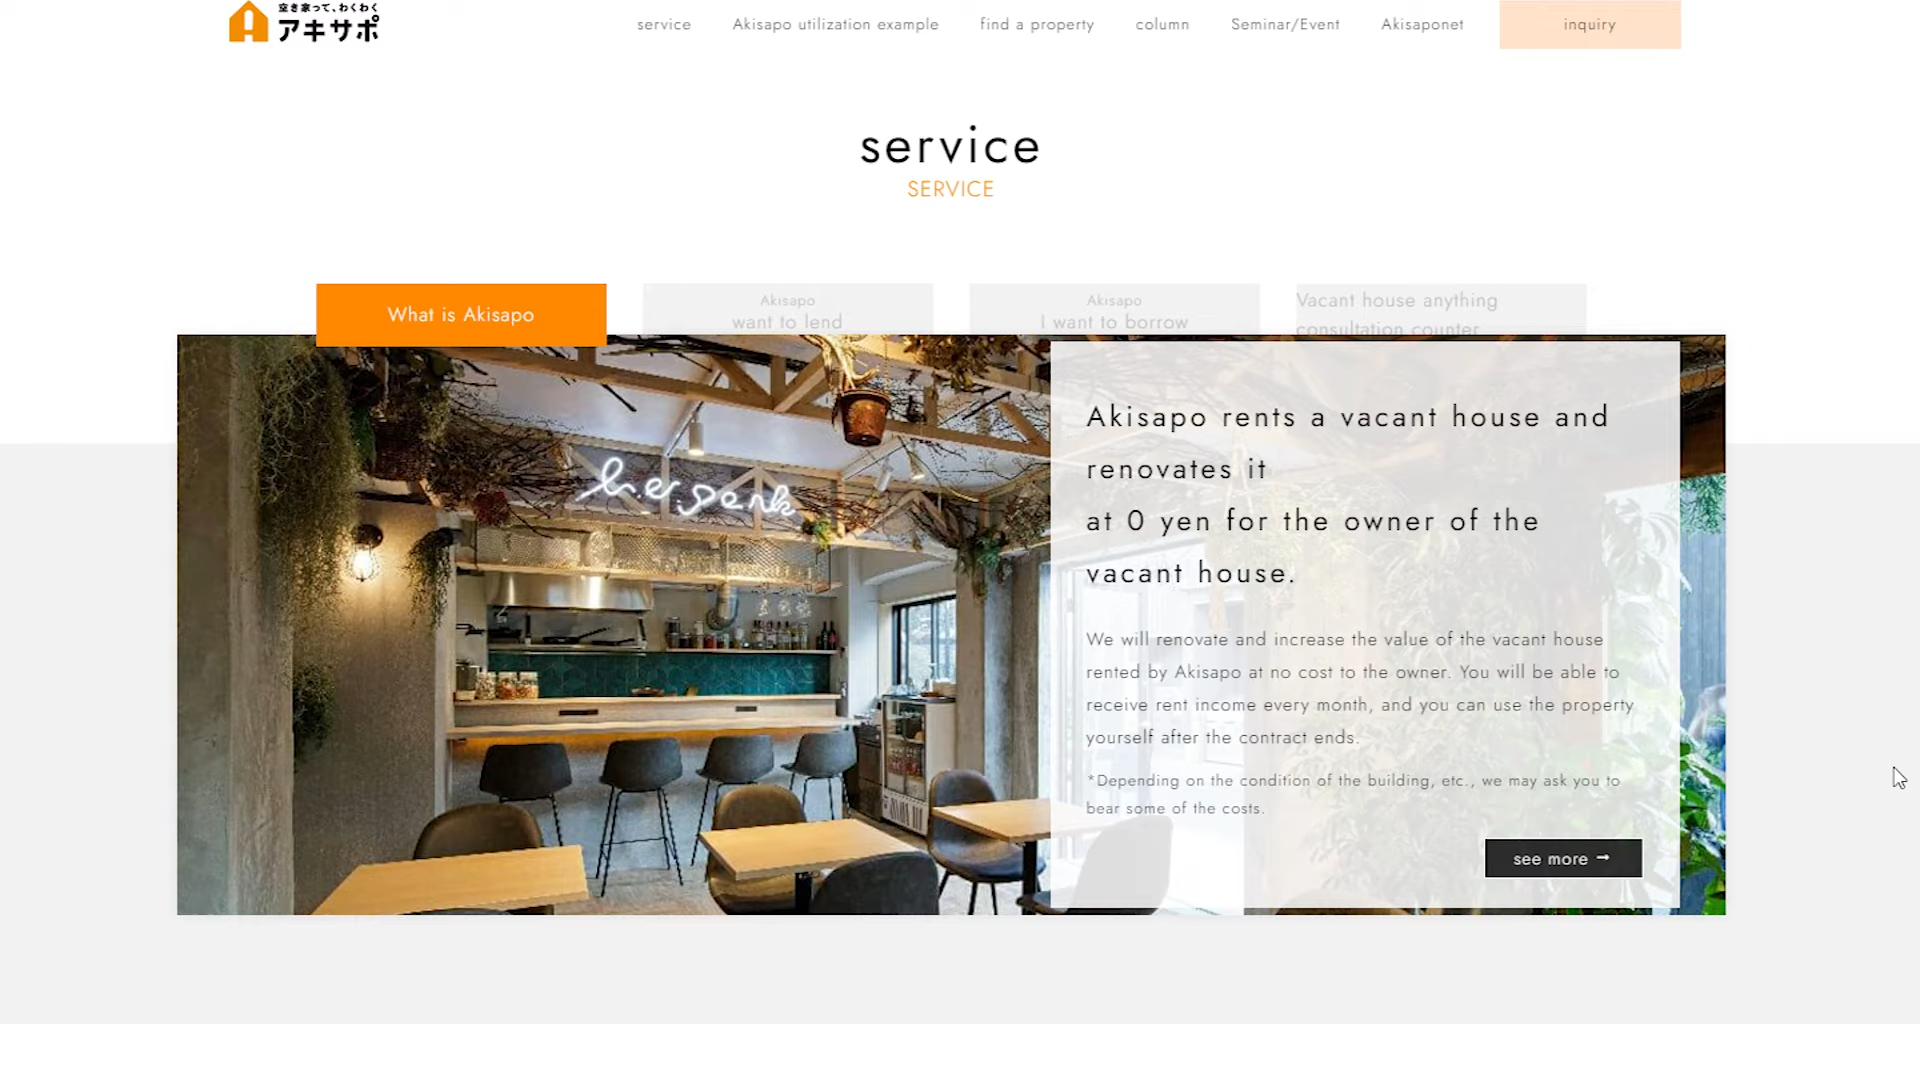 空き家って、わくわく
アキサポ
service
Akisapo utilization example
find a property
column
Seminar/Event
Akisaponet
inquiry
service
SERVICE
What is Akisapo
Akisapo
want to lend
Akisapo
I want to borrow
Vacant house anything
consultation counter
Akisapo rents a vacant house and
renovates it
at 0 yen for the owner of the
vacant house.
We will renovate and increase the value of the vacant house
rented by Akisapo at no cost to the owner. You will be able to
receive rent income every month, and you can use the property
yourself after the contract ends.
*Depending on the condition of the building, etc., we may ask you to
bear some of the costs.
see more →